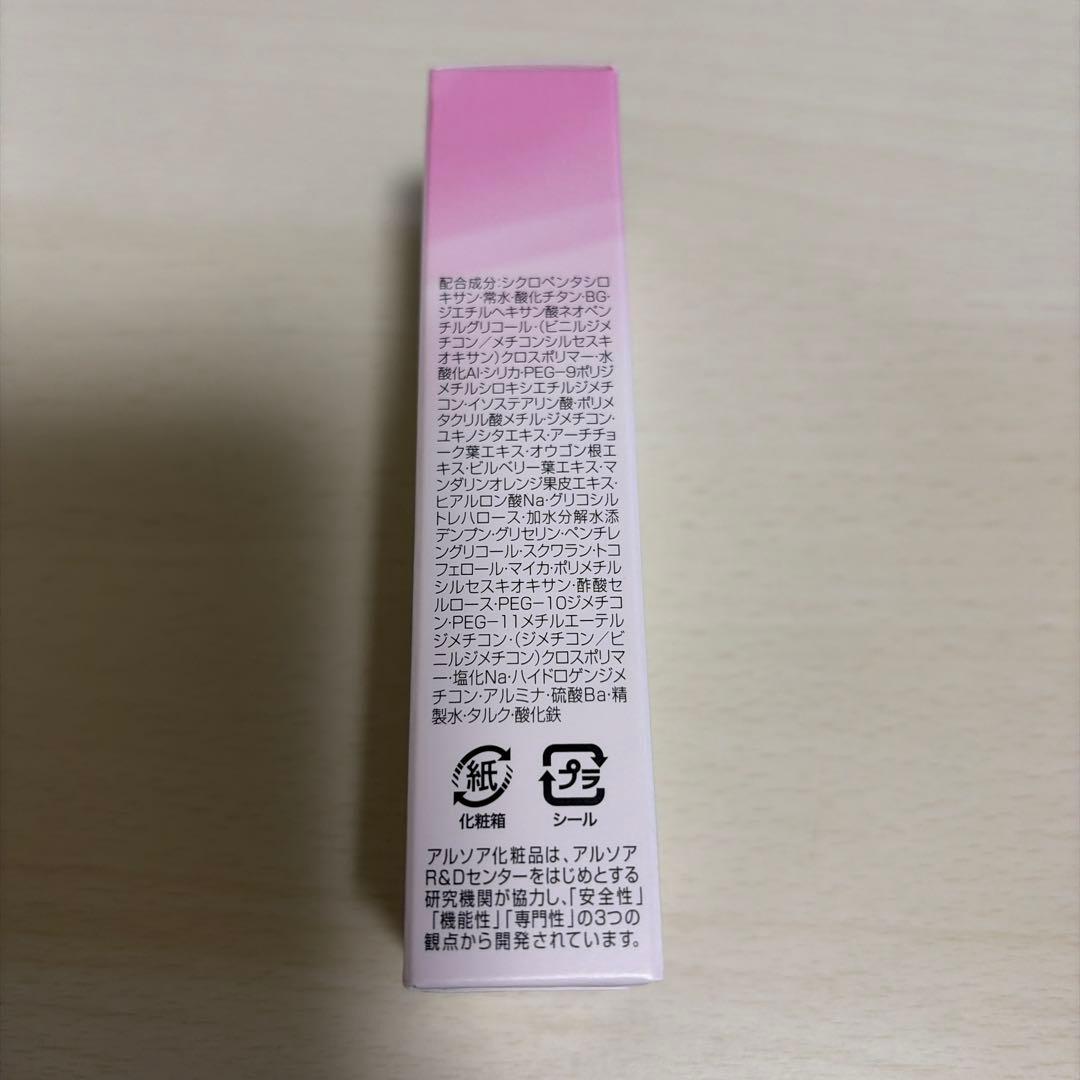 配合成分:シクロペンタシロ
キサン・常水・酸化チタン・BG・
ジエチルヘキサン酸ネオペン
チルグリコール・(ビニルジメ
チコン/メチコンシルセスキ
オキサン)クロスポリマー・水
酸化Al・シリカ・PEG-9ポリジ
メチルシロキシエチルジメチ
コン・イソステアリン酸・ポリメ
タクリル酸メチル・ジメチコン・
ユキノシタエキス・アーチチョ
ーク葉エキス・オウゴン根エ
キス・ビルベリー葉エキス・マ
ンダリンオレンジ果皮エキス・
ヒアルロン酸Na・グリコシル
トレハロース・加水分解水添
デンプン・グリセリン・ペンチレ
ングリコール・スクワラン・トコ
フェロール・マイカ・ポリメチル
シルセスキオキサン・酢酸セ
ルロース・PEG-10ジメチコ
ン・PEG-11メチルエーテル
ジメチコン・(ジメチコン/ビ
ニルジメチコン)クロスポリマ
ー・塩化Na・ハイドロゲンジメ
チコン・アルミナ・硫酸Ba・精
製水・タルク・酸化鉄
紙 プラ
化粧箱 シール
アルソア化粧品は、アルソア
R&Dセンターをはじめとする
研究機関が協力し、「安全性」
「機能性」「専門性」の3つの
観点から開発されています。